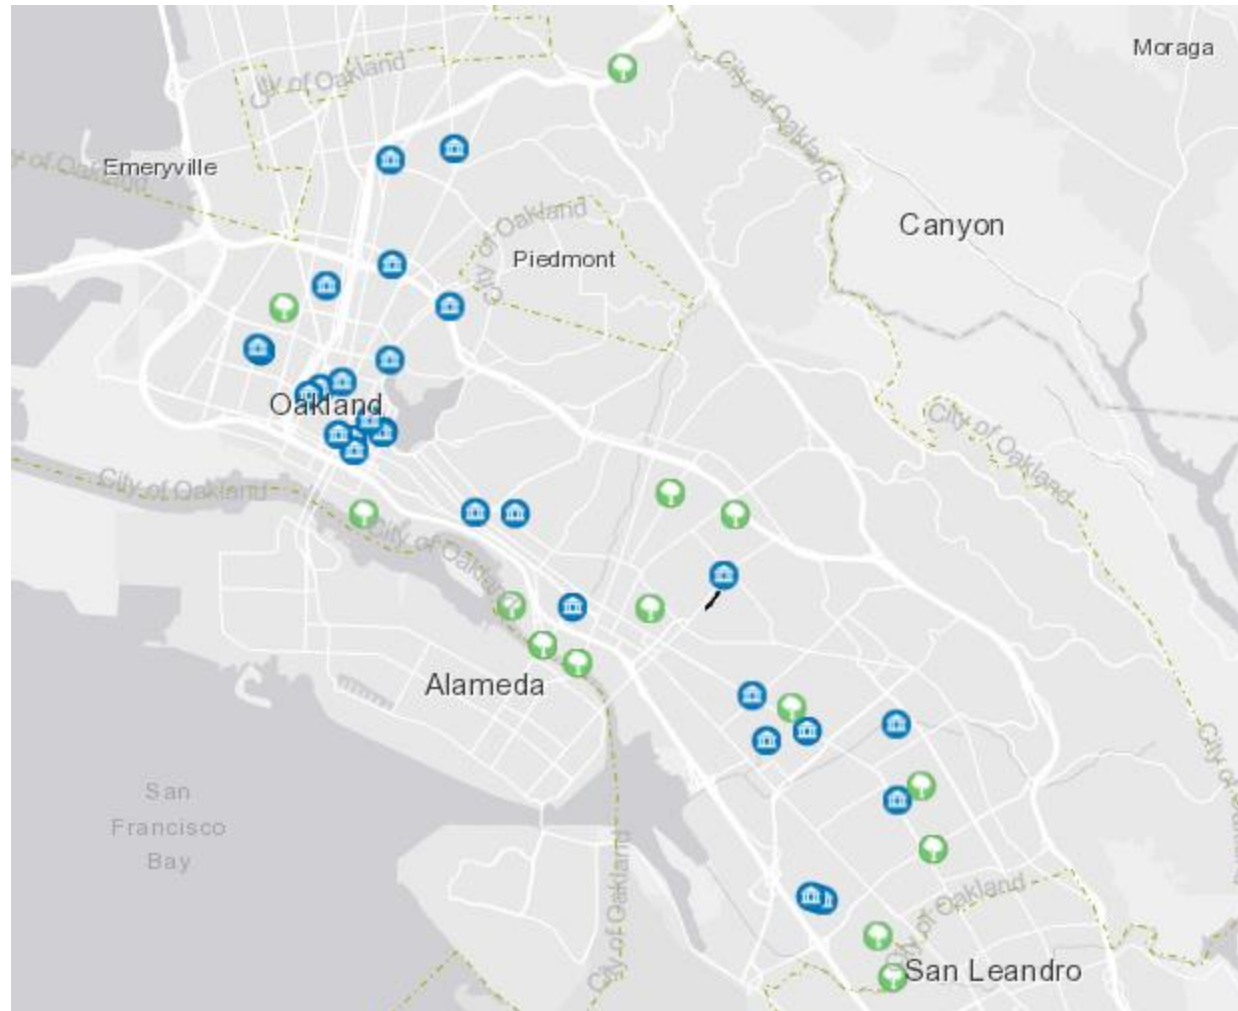 Moraga
City of Oakland
City of Oakland
Emeryville
y of Oakland
City of Oakland
Canyon
Piedmont
Oakland
City of Oakland
City of Oakland
City of Oakland
Alameda
City of
San
Francisco
Bay
City of Oakland
City of Oakland
San Leandro